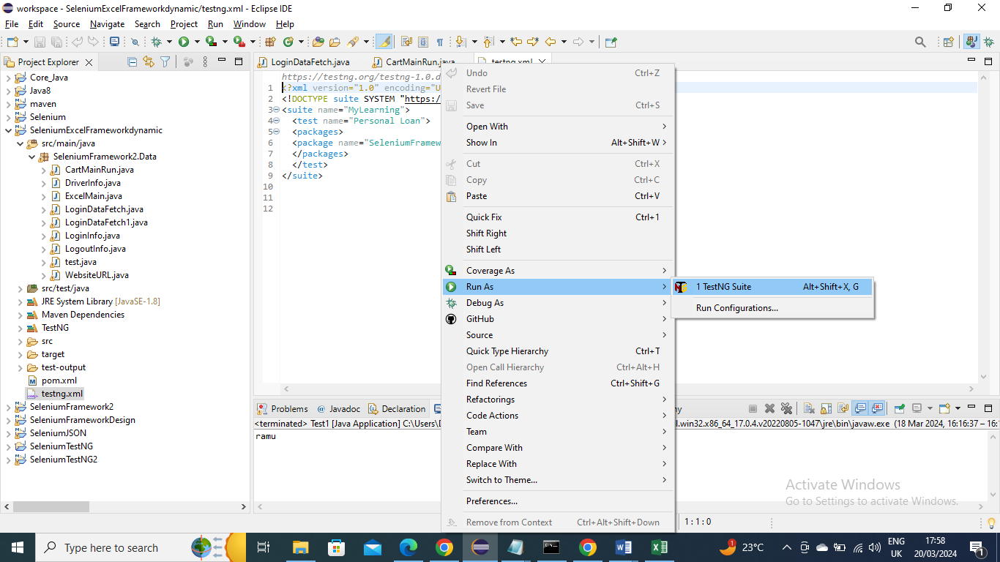 workspace - SeleniumExcelFrameworkdynamic/testng.xml - Eclipse IDE
File Edit Source Navigate Search Project Run Window Help
Project Explorer
Core_Java
Java8
maven
Selenium
SeleniumExcelFrameworkdynamic
src/main/java
SeleniumFramework2.Data
CartMainRun.java
DriverInfo.java
ExcelMain.java
LoginDataFetch.java
LoginDataFetch1.java
LoginInfo.java
LogoutInfo.java
test.java
WebsiteURL.java
src/test/java
JRE System Library [JavaSE-1.8]
Maven Dependencies
TestNG
src
target
test-output
pom.xml
testng.xml
SeleniumFramework2
SeleniumFrameworkDesign
SeleniumJSON
SeleniumTestNG
SeleniumTestNG2
LoginDataFetch.java CartMainRun.java testng.xml
https://testng.org/testng-1.0.d
1 <?xml version="1.0" encoding="U
2 <!DOCTYPE suite SYSTEM "https:/
3 <suite name="MyLearning">
4 <test name="Personal Loan">
5 <packages>
6 <package name="SeleniumFramew
7 </packages>
8 </test>
9 </suite>
10
11
12
Undo Ctrl+Z
Revert File
Save Ctrl+S
Open With
Show In Alt+Shift+W
Cut Ctrl+X
Copy Ctrl+C
Paste Ctrl+V
Quick Fix Ctrl+1
Shift Right
Shift Left
Coverage As
Run As
Debug As
GitHub
Source
Quick Type Hierarchy Ctrl+T
Open Call Hierarchy Ctrl+Alt+H
Find References Ctrl+Shift+G
Refactorings
Code Actions
Team
Compare With
Replace With
Switch to Theme...
Preferences...
Remove from Context Ctrl+Alt+Shift+Down
1 TestNG Suite Alt+Shift+X, G
Run Configurations...
Problems @ Javadoc Declaration
<terminated> Test1 [Java Application] C:\Users\ l.win32.x86_64_17.0.4.v20220805-1047\jre\bin\javaw.exe (18 Mar 2024, 16:16:37 – 16:
ramu
Activate Windows
Go to Settings to activate Windows.
1:1:0
Type here to search
23°C
ENG
UK
17:58
20/03/2024
1